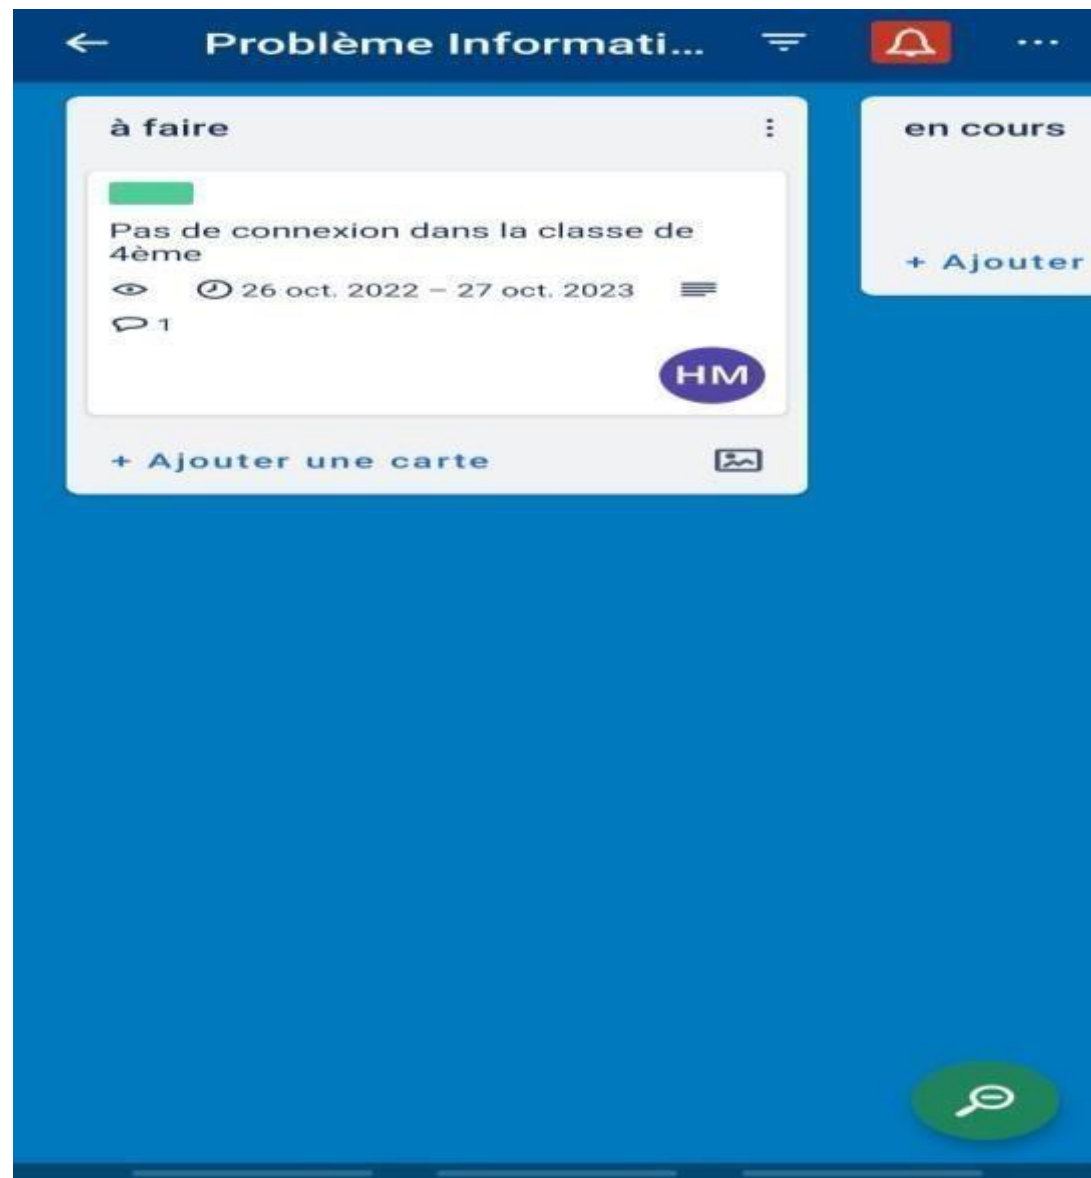 Problème Informati...
à faire
Pas de connexion dans la classe de
4ème
26 oct. 2022 – 27 oct. 2023
1
HM
+ Ajouter une carte
en cours
+ Ajouter